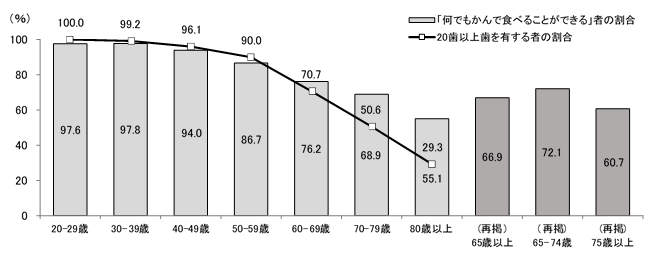 (%)
「何でもかんで食べることができる」者の割合
20歯以上歯を有する者の割合
100
80
60
40
20
0
100.0
99.2
96.1
90.0
70.7
50.6
29.3
97.6
97.8
94.0
86.7
76.2
68.9
55.1
66.9
72.1
60.7
20-29歳
30-39歳
40-49歳
50-59歳
60-69歳
70-79歳
80歳以上
(再掲)
65歳以上
(再掲)
65-74歳
(再掲)
75歳以上